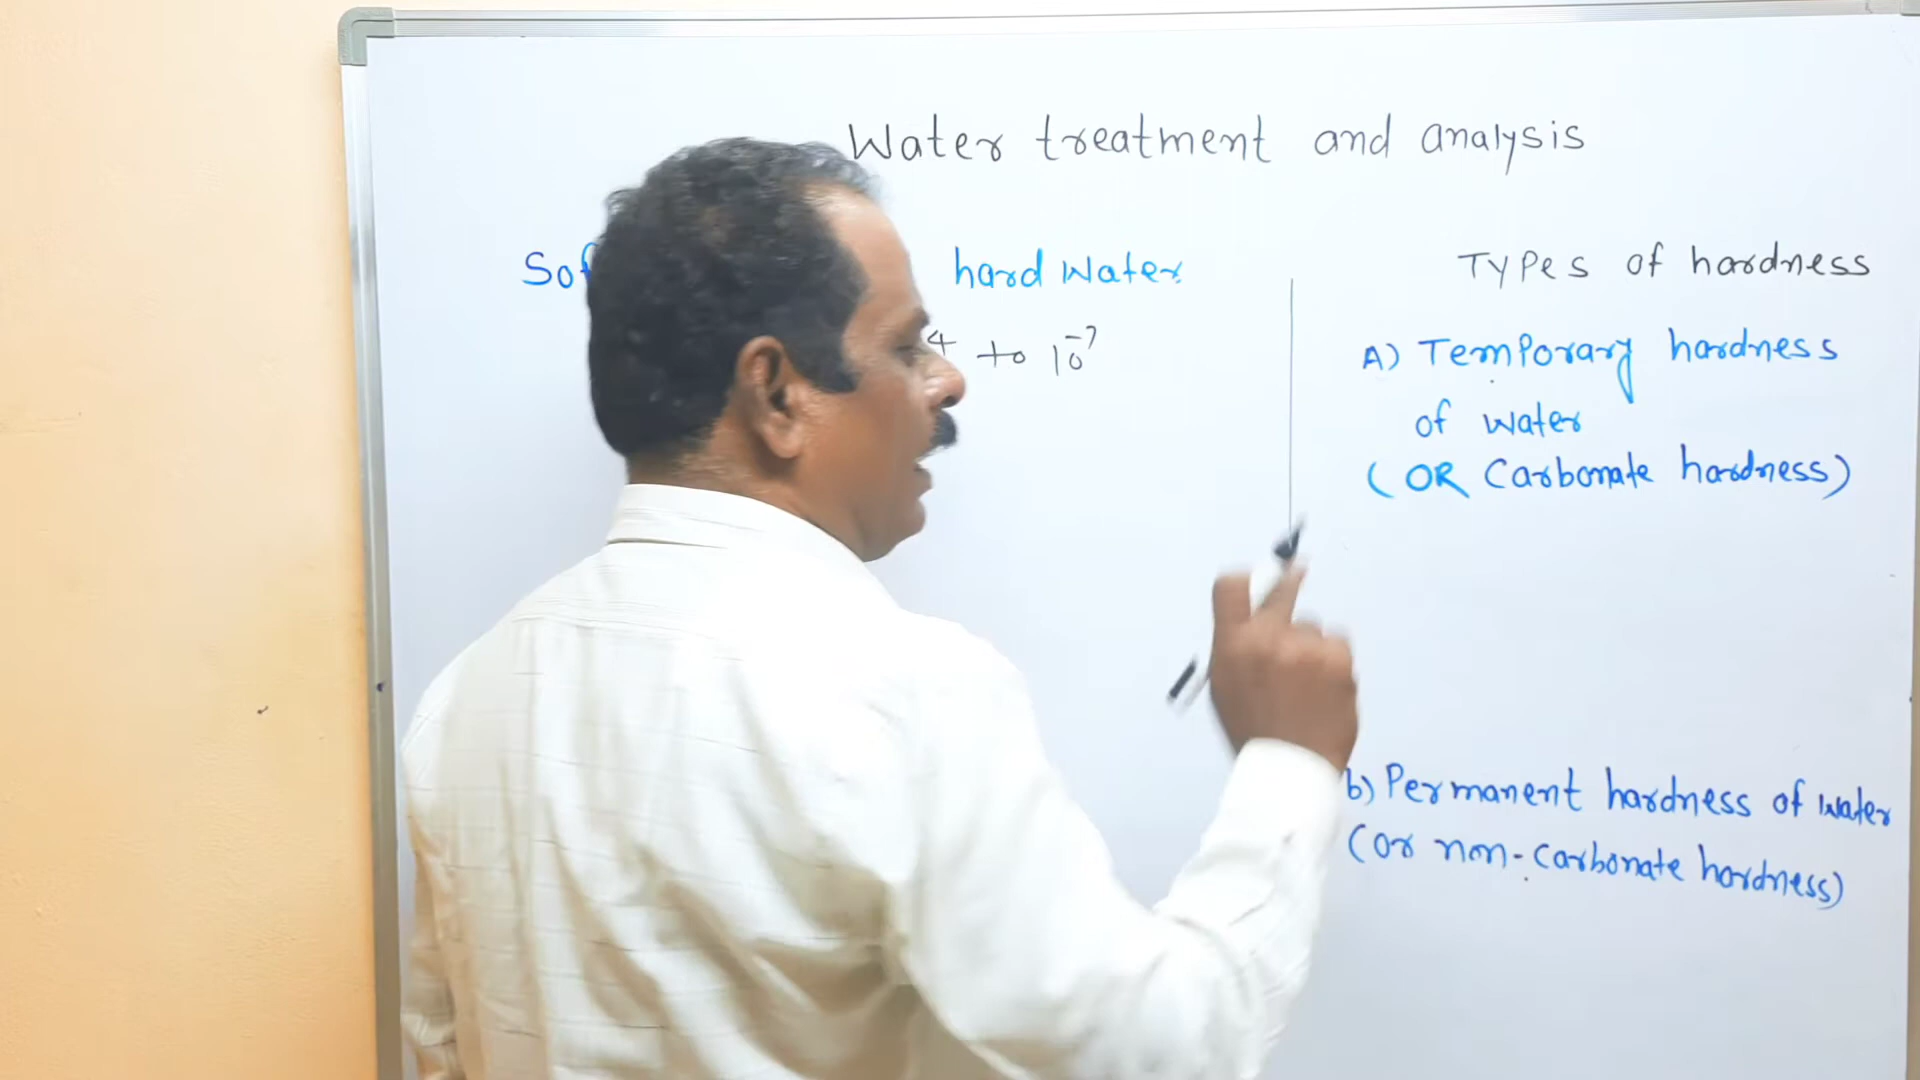 Water treatment and analysis
hard water
4 to 10-7
Types of hardness
A) Temporary hardness
of water
(OR Carbonate hardness)
b) Permanent hardness of water
(or non-carbonate hardness)